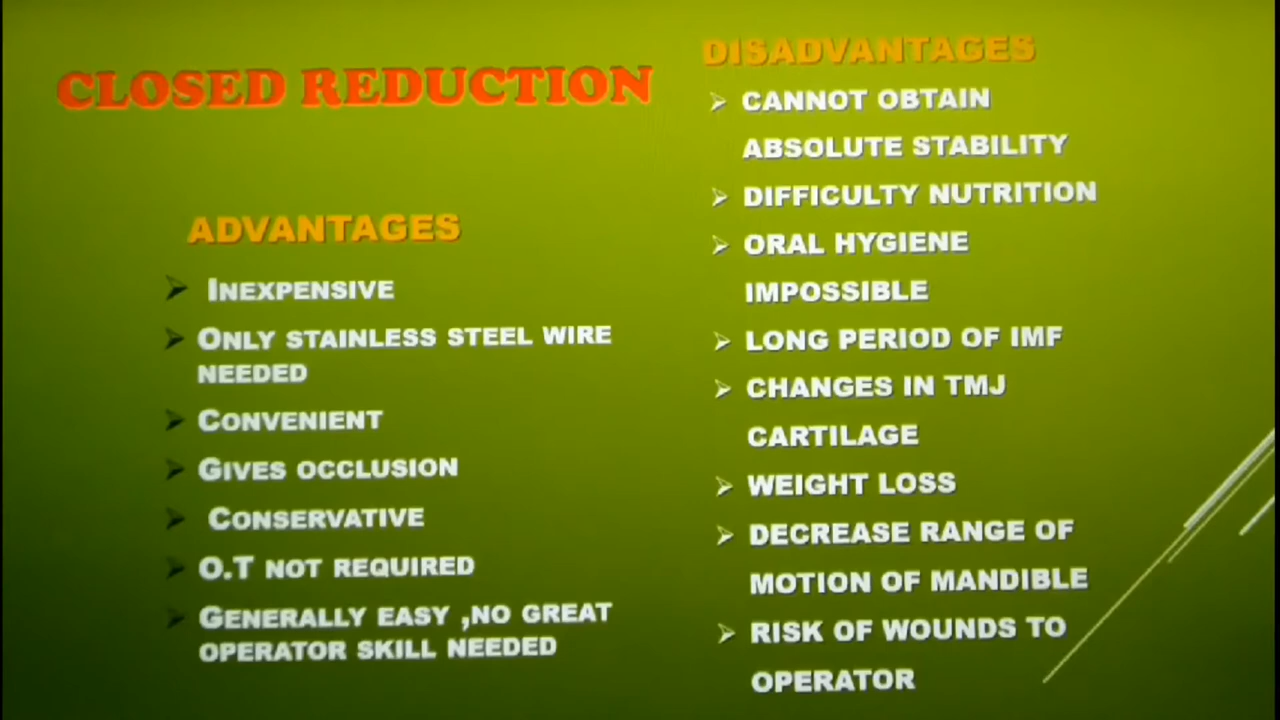 CLOSED REDUCTION
ADVANTAGES
INEXPENSIVE
ONLY STAINLESS STEEL WIRE
NEEDED
CONVENIENT
GIVES OCCLUSION
CONSERVATIVE
O.T NOT REQUIRED
GENERALLY EASY ,NO GREAT
OPERATOR SKILL NEEDED
DISADVANTAGES
CANNOT OBTAIN
ABSOLUTE STABILITY
DIFFICULTY NUTRITION
ORAL HYGIENE
IMPOSSIBLE
LONG PERIOD OF IMF
CHANGES IN TMJ
CARTILAGE
WEIGHT LOSS
DECREASE RANGE OF
MOTION OF MANDIBLE
RISK OF WOUNDS TO
OPERATOR